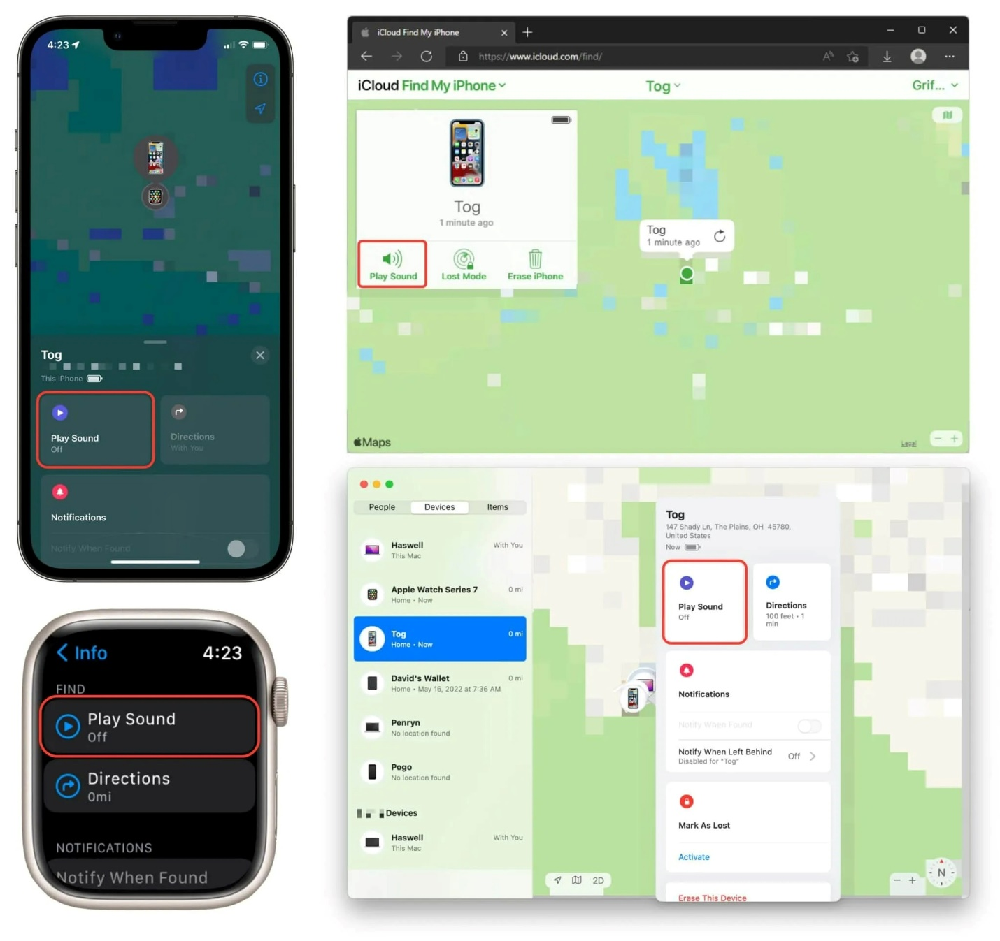 4:23
Tog
This iPhone
Play Sound
Off
Directions
With You
Notifications
Notify When Found
Info
4:23
FIND
Play Sound
Off
Directions
0mi
NOTIFICATIONS
Notify When Found
iCloud Find My iPhone
https://www.icloud.com/find/
iCloud Find My iPhone
Tog
Grif...
Tog
1 minute ago
Play Sound
Lost Mode
Erase iPhone
Tog
1 minute ago
Maps
Legal
People
Devices
Items
Haswell
With You
This Mac
Apple Watch Series 7
0 mi
Home • Now
Tog
0 mi
Home • Now
David's Wallet
0 mi
Home • May 16, 2022 at 7:36 AM
Penryn
No location found
Pogo
No location found
Devices
Haswell
With You
This Mac
2D
Tog
147 Shady Ln, The Plains, OH 45780,
United States
Now
Play Sound
Off
Directions
100 feet • 1
min
Notifications
Notify When Found
Notify When Left Behind
Off
Disabled for "Tog"
Mark As Lost
Activate
Erase This Device
N